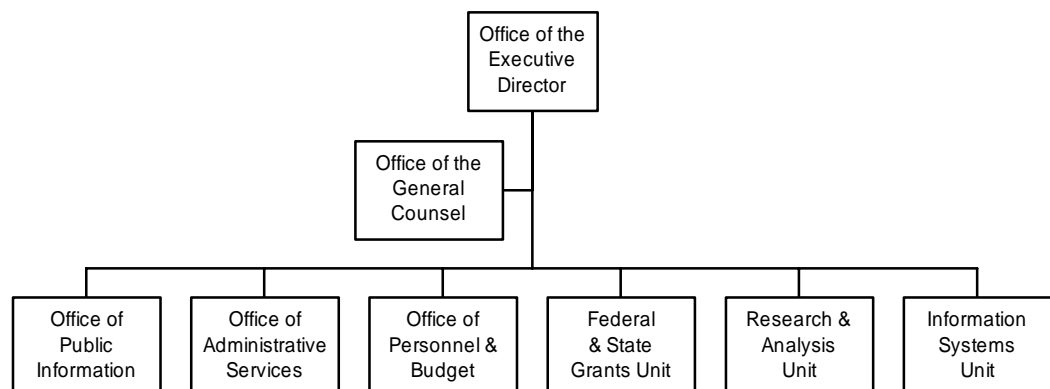 Office of the
Executive
Director
Office of the
General
Counsel
Office of
Public
Information
Office of
Administrative
Services
Office of
Personnel &
Budget
Federal
& State
Grants Unit
Research &
Analysis
Unit
Information
Systems
Unit